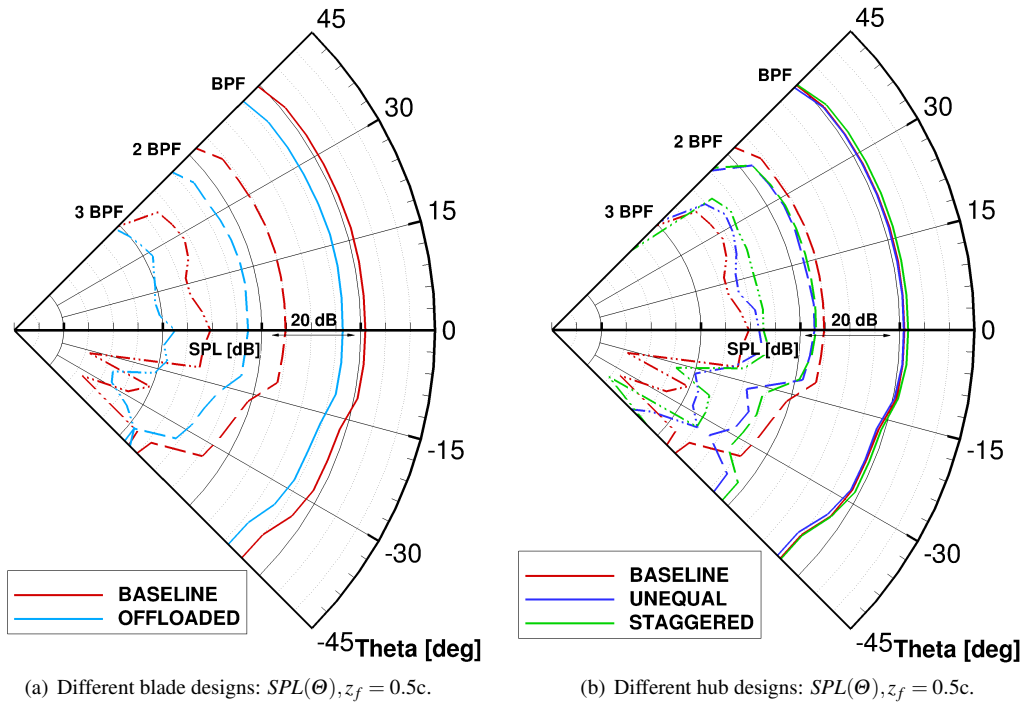 45
BPF
30
2 BPF
3 BPF
15
20 dB
0
SPL [dB]
-15
-30
BASELINE
OFFLOADED
-45
Theta [deg]
(a) Different blade designs: SPL(Θ), z_f = 0.5c.
45
BPF
30
2 BPF
3 BPF
15
20 dB
0
SPL [dB]
-15
-30
BASELINE
UNEQUAL
STAGGERED
-45
Theta [deg]
(b) Different hub designs: SPL(Θ), z_f = 0.5c.